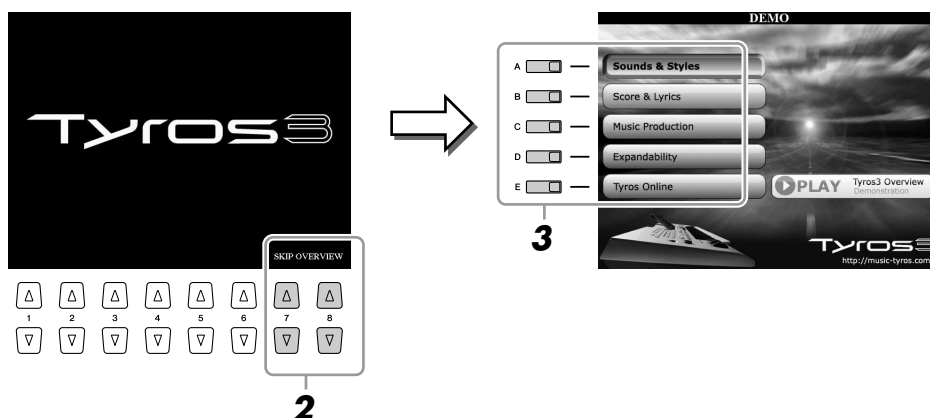 Tyros3
SKIP OVERVIEW
1 2 3 4 5 6 7 8
2
DEMO
A Sounds & Styles
B Score & Lyrics
C Music Production
D Expandability
E Tyros Online
3
PLAY Tyros3 Overview
Demonstration
Tyros3
http://music-tyros.com